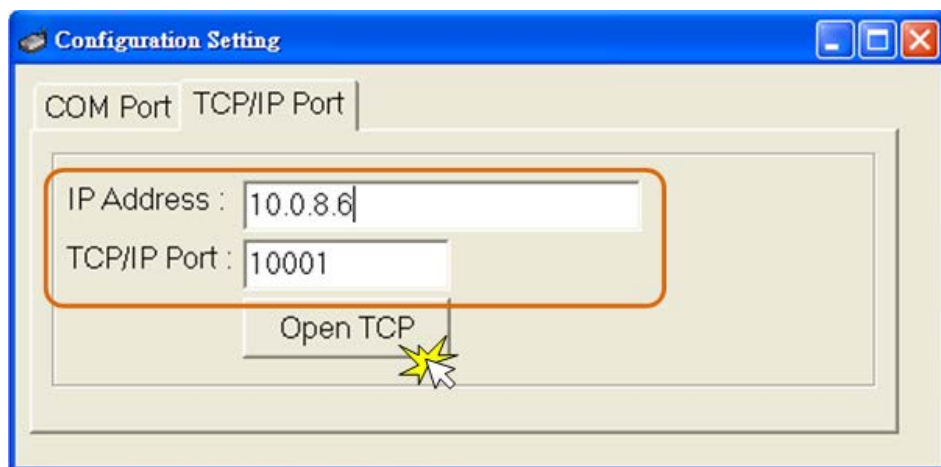 Configuration Setting
COM Port TCP/IP Port
IP Address : 10.0.8.6
TCP/IP Port : 10001
Open TCP